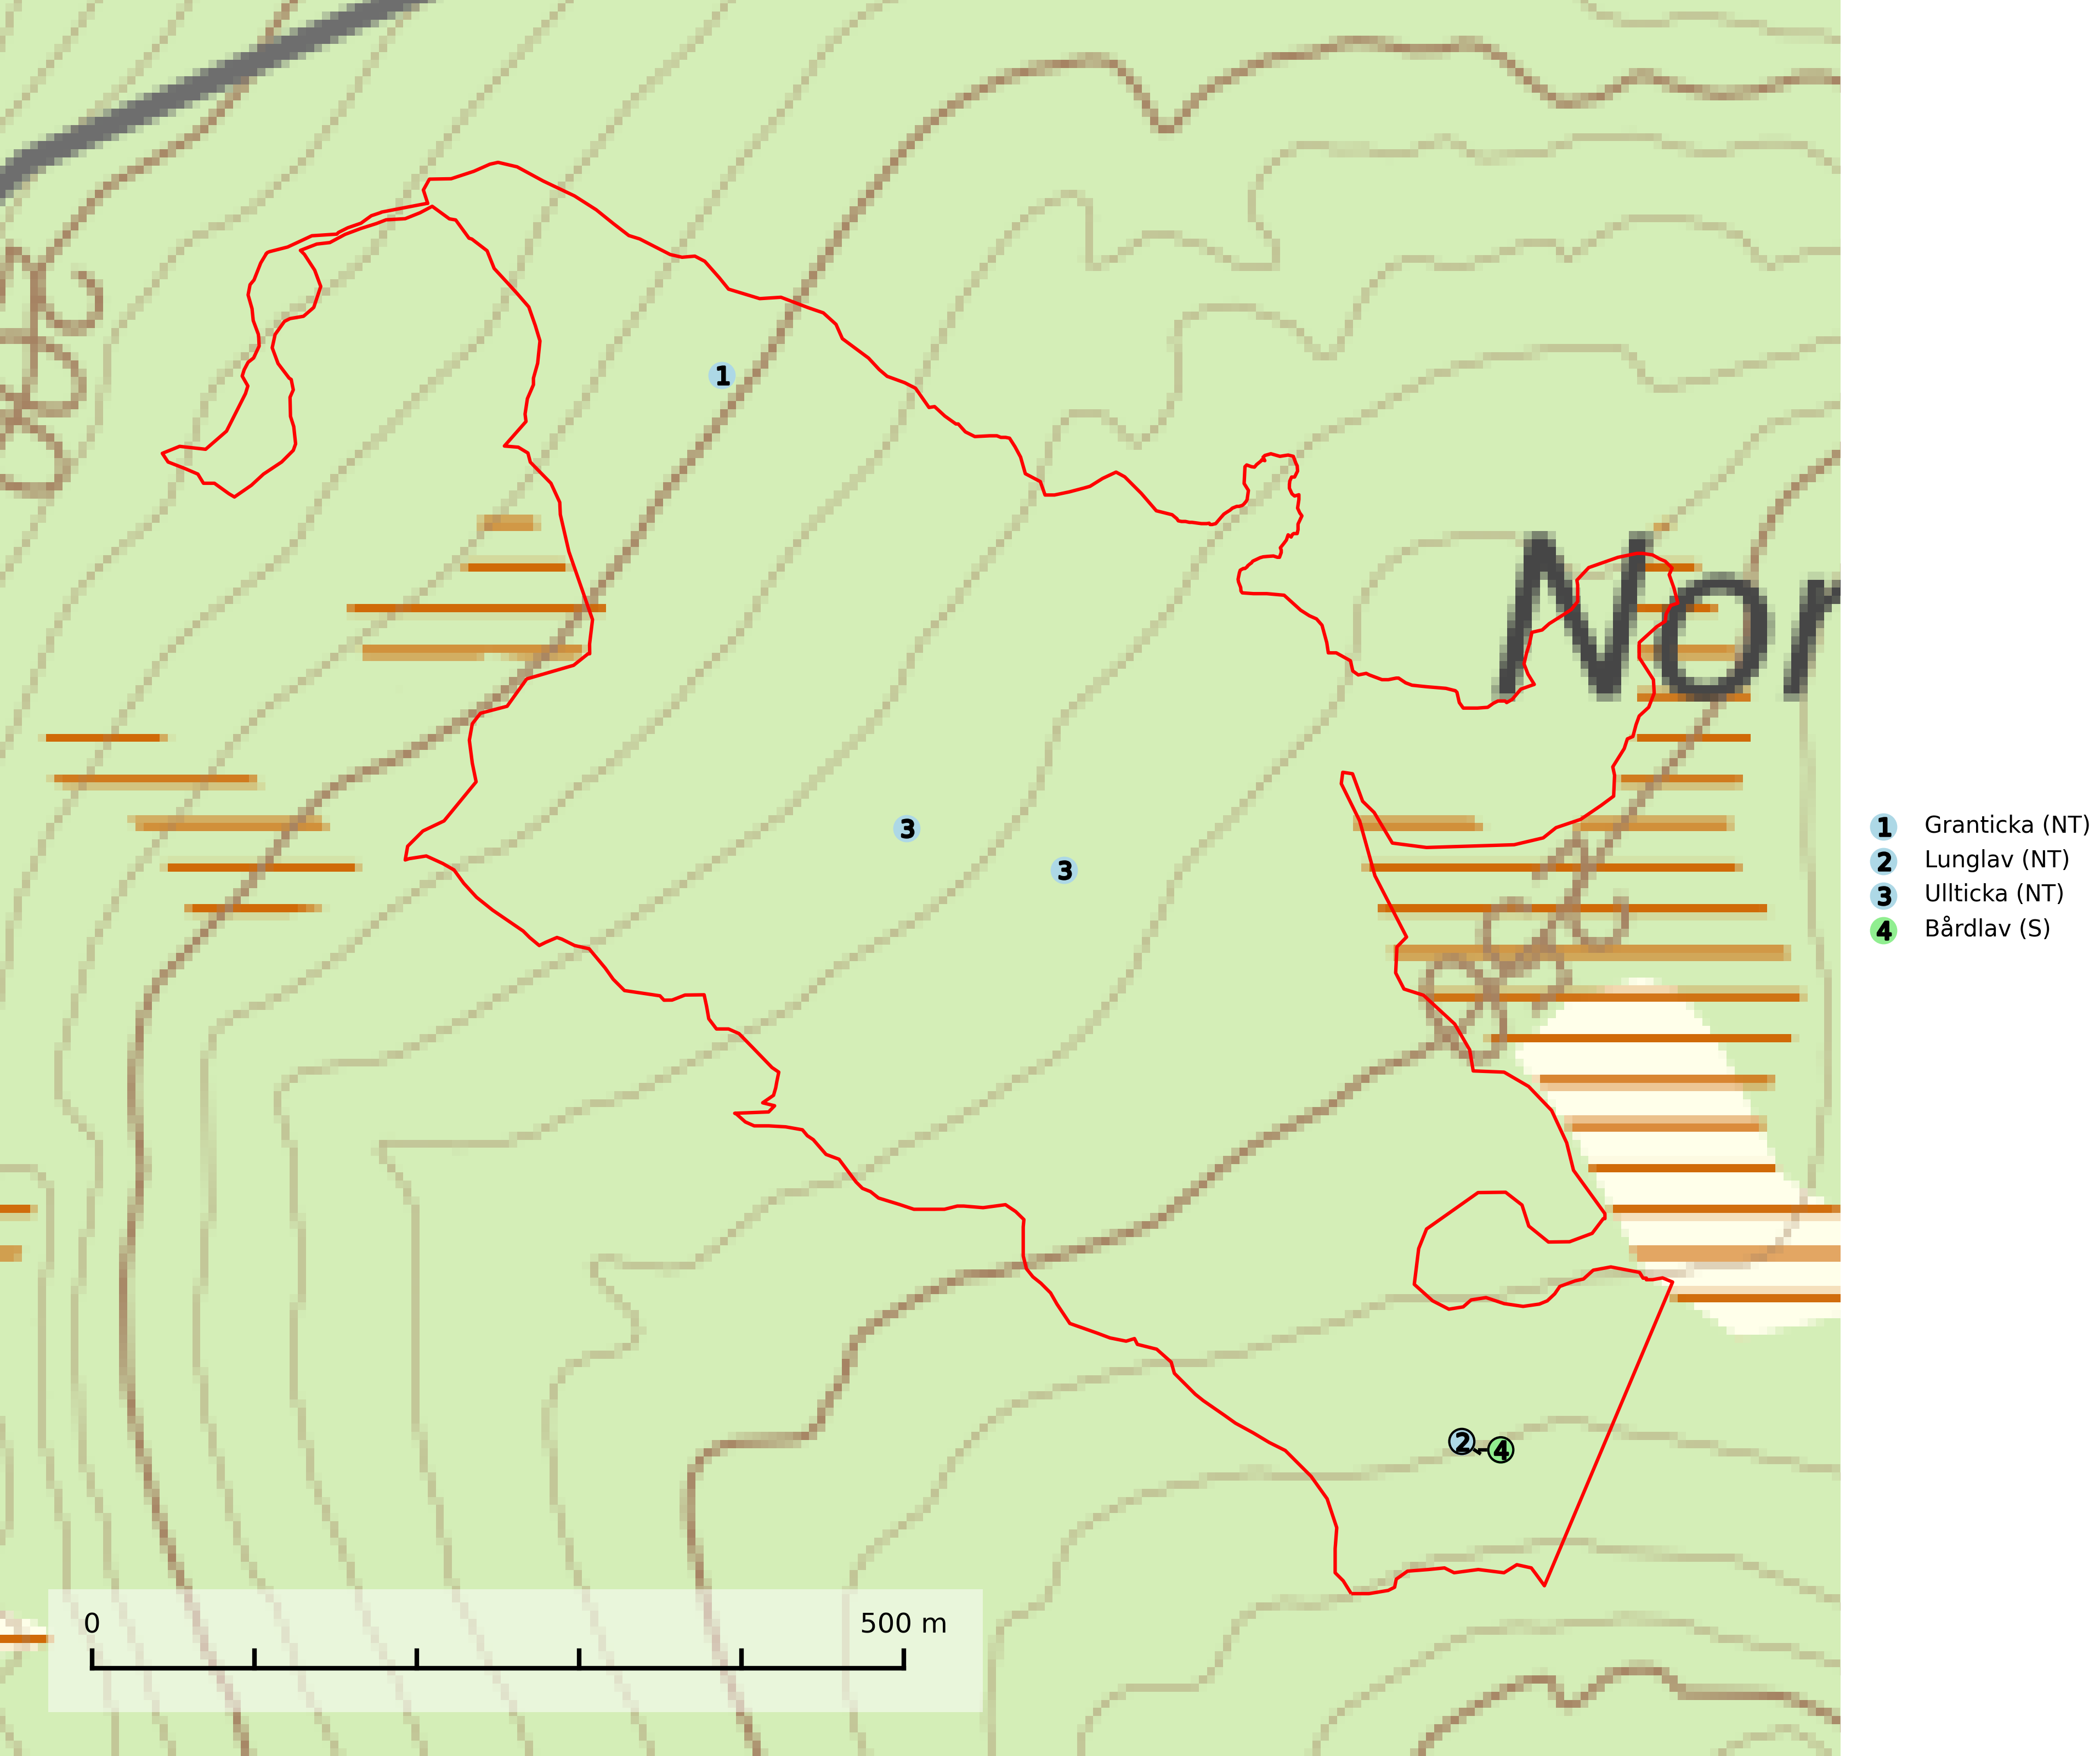 1
Nor
3
3
2 4
0 500 m
1 Granticka (NT)
2 Lunglav (NT)
3 Ullticka (NT)
4 Bårdlav (S)